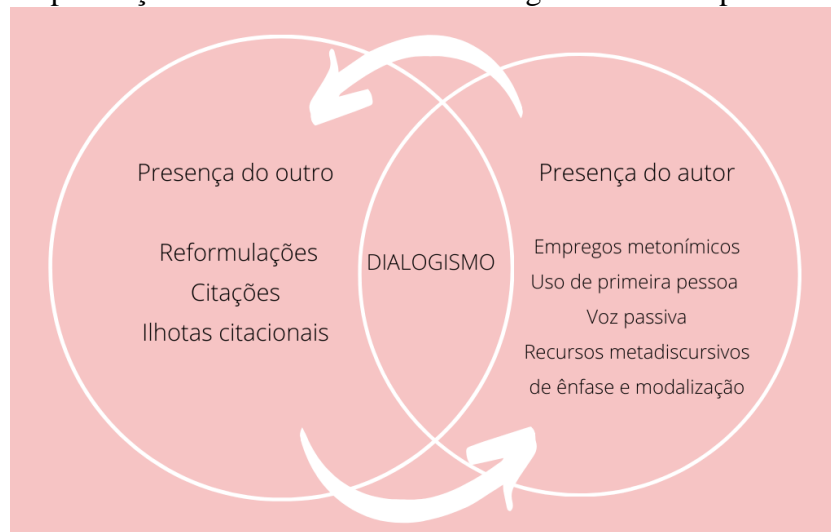 Presença do outro
Reformulações
Citações
Ilhotas citacionais
DIALOGISMO
Presença do autor
Empregos metonímicos
Uso de primeira pessoa
Voz passiva
Recursos metadiscursivos
de ênfase e modalização